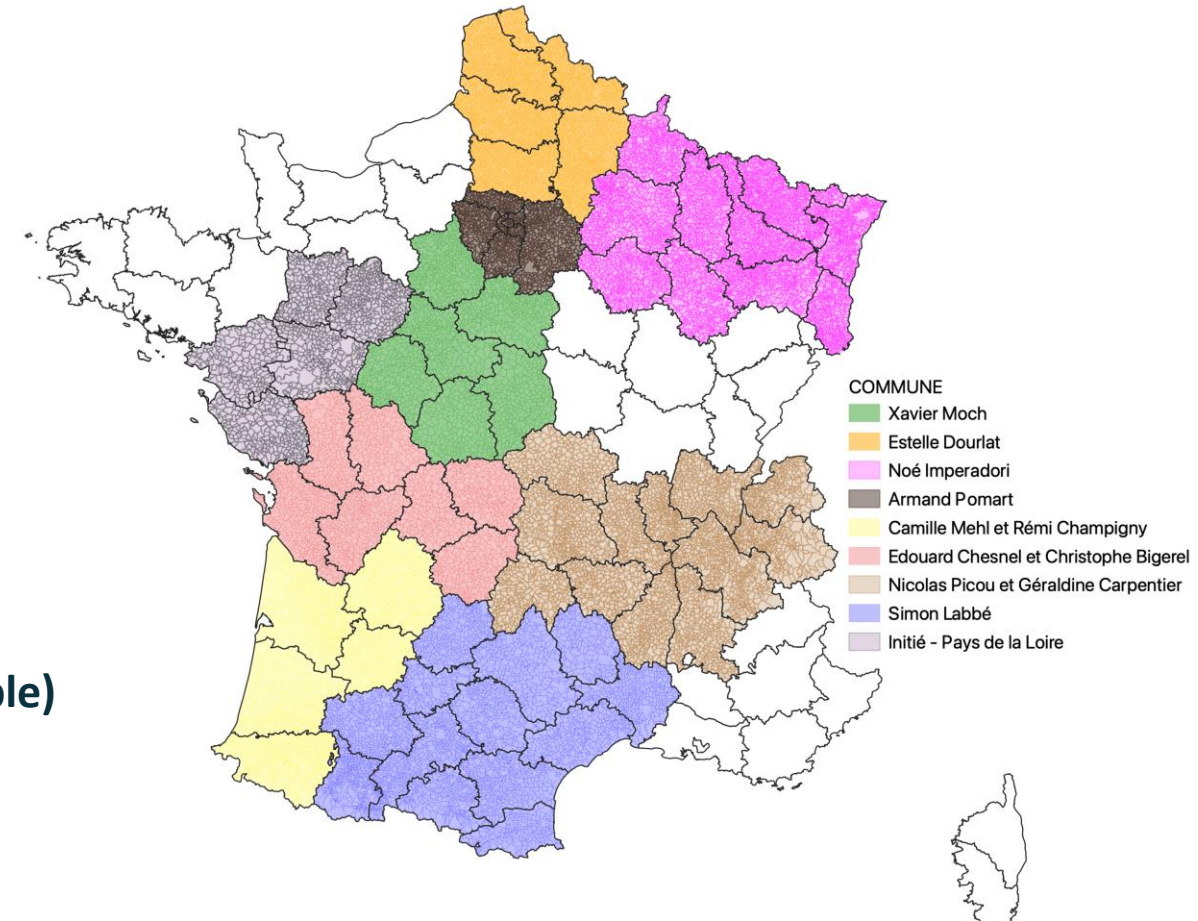 COMMUNE
Xavier Moch
Estelle Dourlat
Noé Imperadori
Armand Pomart
Camille Mehl et Rémi Champigny
Edouard Chesnel et Christophe Bigerel
Nicolas Picou et Géraldine Carpentier
Simon Labbé
Initié - Pays de la Loire
ple)